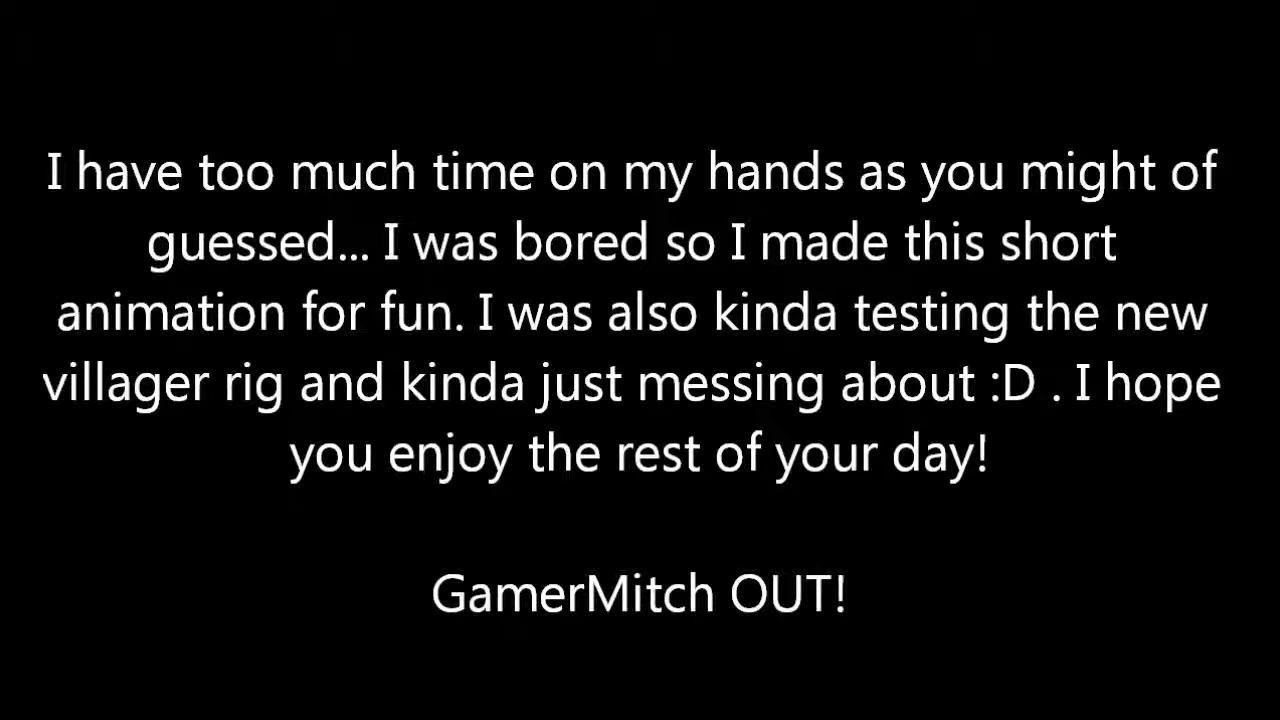 I have too much time on my hands as you might of
guessed... I was bored so I made this short
animation for fun. I was also kinda testing the new
villager rig and kinda just messing about :D . I hope
you enjoy the rest of your day!
GamerMitch OUT!